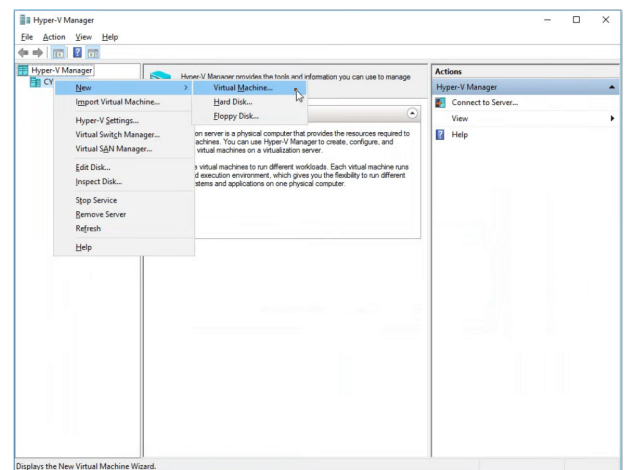 Hyper-V Manager
File Action View Help
Hyper-V Manager
CY
New
Import Virtual Machine...
Hyper-V Settings...
Virtual Switch Manager...
Virtual SAN Manager...
Edit Disk...
Inspect Disk...
Stop Service
Remove Server
Refresh
Help
Virtual Machine...
Hard Disk...
Floppy Disk...
Hyper-V Manager provides the tools and information you can use to manage
on server is a physical computer that provides the resources required to
achines. You can use Hyper-V Manager to create, configure, and
virtual machines on a virtualization server.
virtual machines to run different workloads. Each virtual machine runs
d execution environment, which gives you the flexibility to run different
stems and applications on one physical computer.
Actions
Hyper-V Manager
Connect to Server...
View
Help
Displays the New Virtual Machine Wizard.